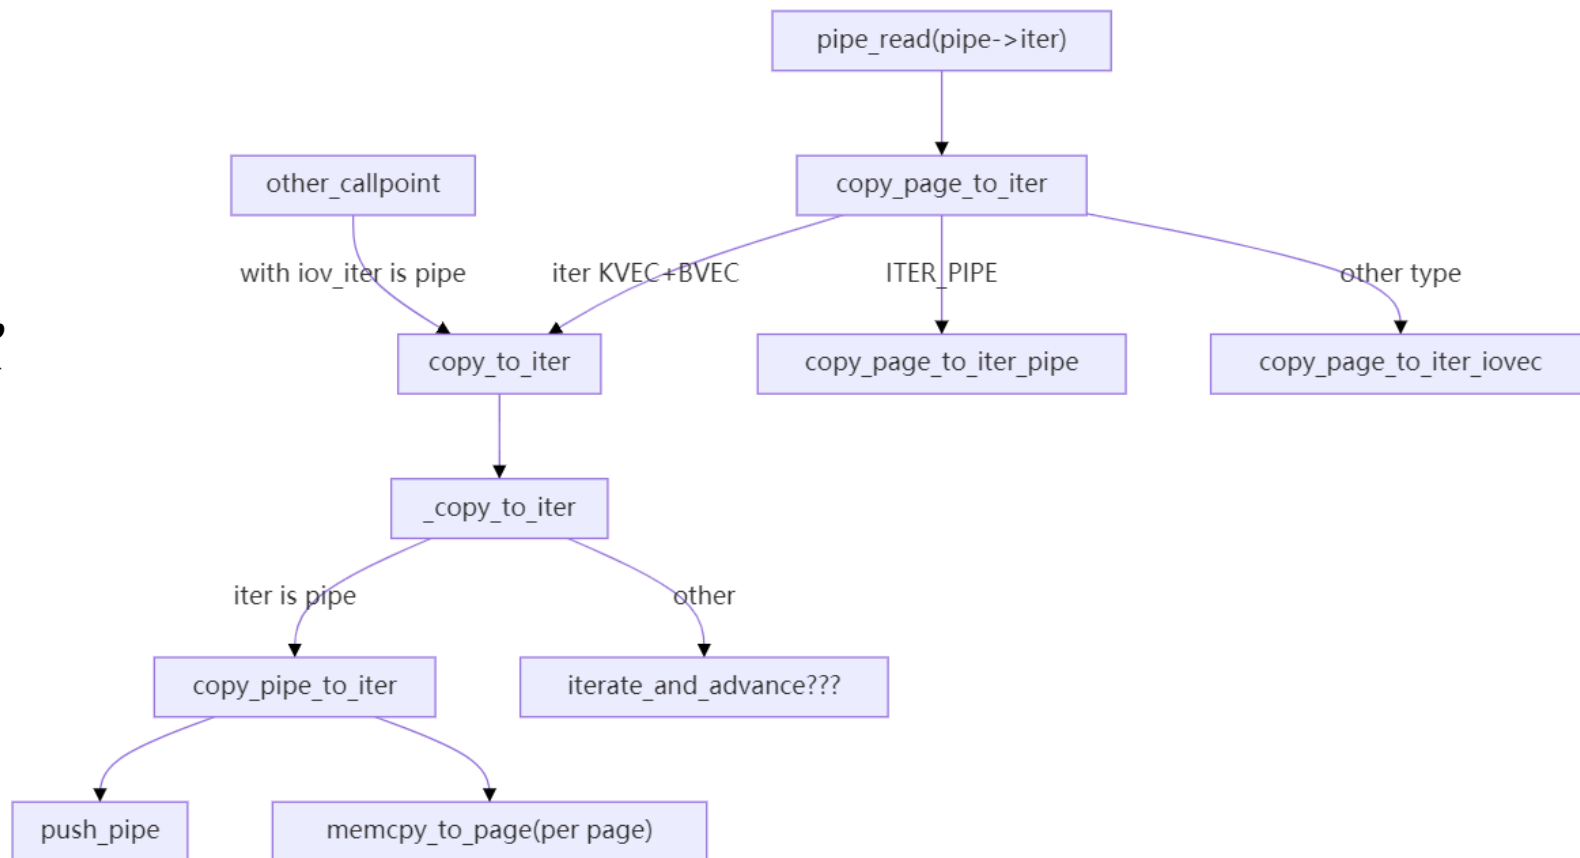 pipe_read(pipe->iter)
other_callpoint
copy_page_to_iter
with iov_iter is pipe
iter KVEC+BVEC
ITER_PIPE
other type
copy_to_iter
copy_page_to_iter_pipe
copy_page_to_iter_iovec
_copy_to_iter
iter is pipe
other
copy_pipe_to_iter
iterate_and_advance???
push_pipe
memcpy_to_page(per page)